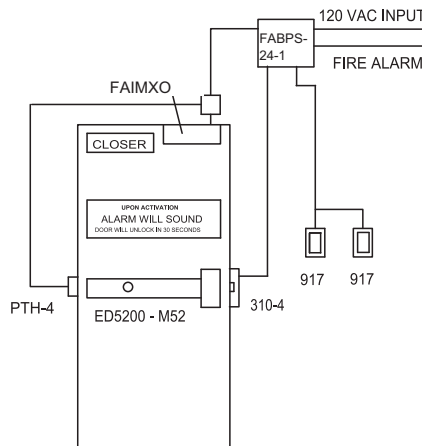 120 VAC INPUT
FABPS-
24-1
FIRE ALARM
FAIMXO
CLOSER
UPON ACTIVATION
ALARM WILL SOUND
DOOR WILL UNLOCK IN 30 SECONDS
917
917
PTH-4
310-4
ED5200 - M52